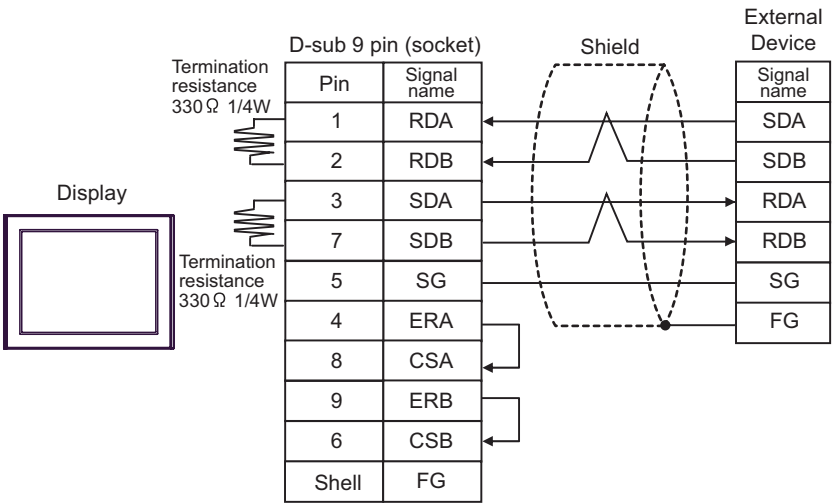 External
Device
D-sub 9 pin (socket)
Shield
Termination
resistance
330Ω 1/4W
Pin
Signal
name
Signal
name
1
RDA
SDA
2
RDB
SDB
Display
3
SDA
RDA
7
SDB
RDB
Termination
resistance
330Ω 1/4W
5
SG
SG
4
ERA
FG
8
CSA
9
ERB
6
CSB
Shell
FG